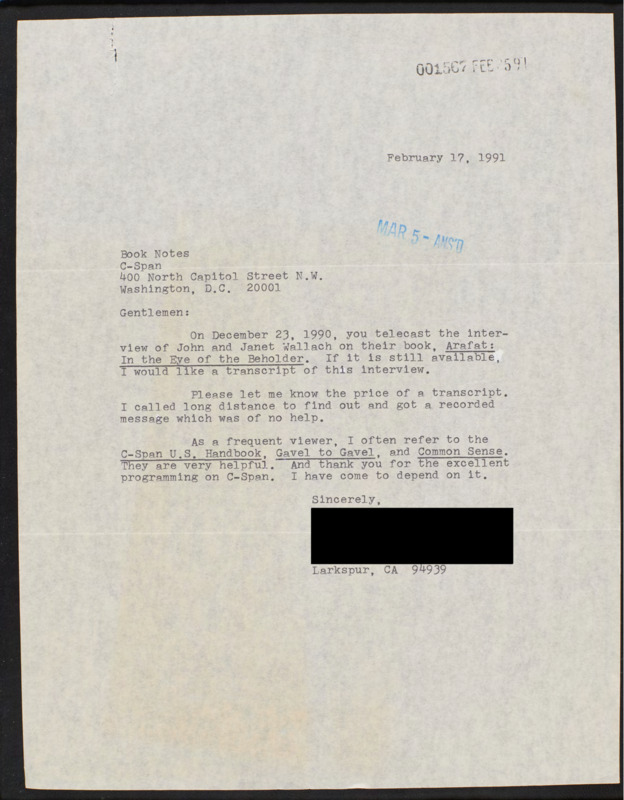 001567 FEB 591
February 17, 1991
MAR 5 - ANS'D
Book Notes
C-Span
400 North Capitol Street N.W.
Washington, D.C. 20001
Gentlemen:
On December 23, 1990, you telecast the inter-
view of John and Janet Wallach on their book, Arafat:
In the Eye of the Beholder. If it is still available,
I would like a transcript of this interview.
Please let me know the price of a transcript.
I called long distance to find out and got a recorded
message which was of no help.
As a frequent viewer, I often refer to the
C-Span U.S. Handbook, Gavel to Gavel, and Common Sense.
They are very helpful. And thank you for the excellent
programming on C-Span. I have come to depend on it.
Sincerely,
Larkspur, CA 94939